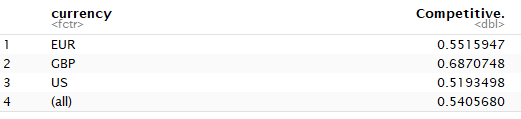 currency Competitive.
<fctr> <dbl>
1 EUR 0.5515947
2 GBP 0.6870748
3 US 0.5193498
4 (all) 0.5405680